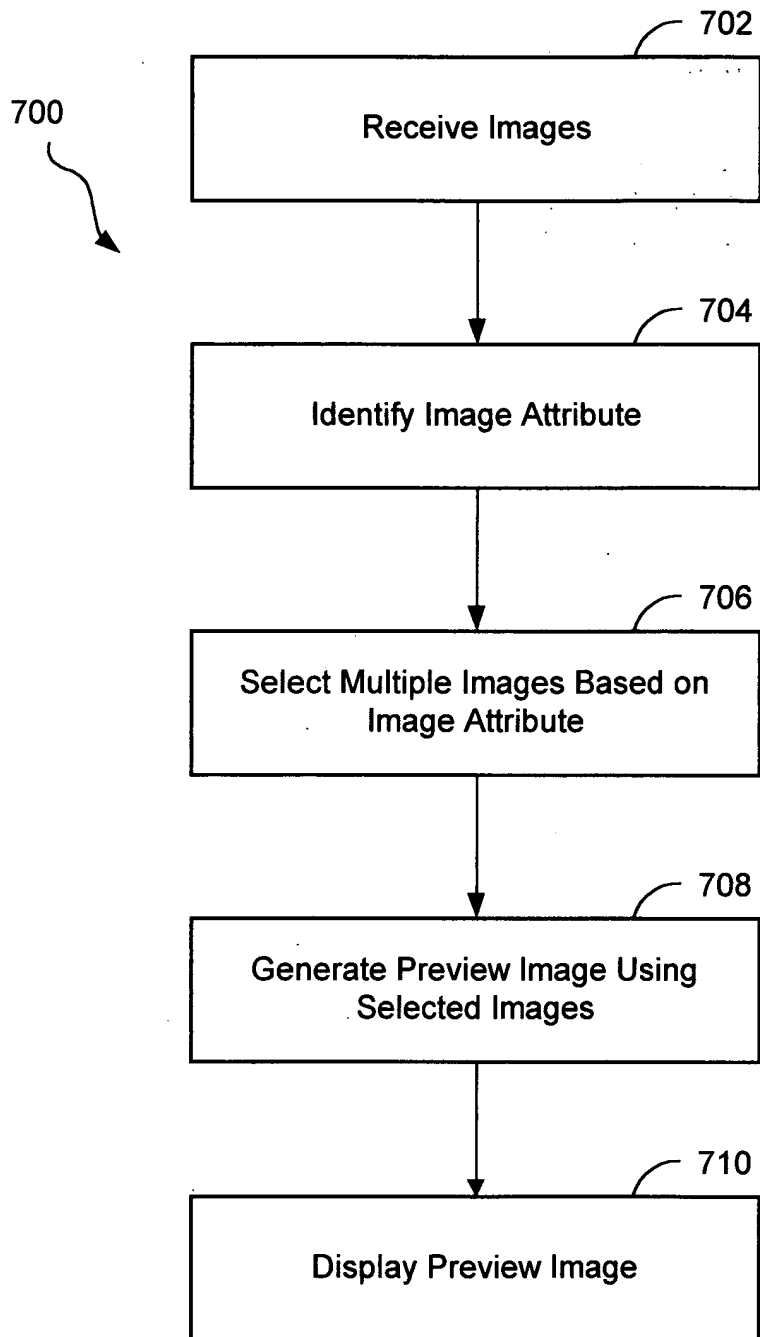 702
700
Receive Images
704
Identify Image Attribute
706
Select Multiple Images Based on
Image Attribute
708
Generate Preview Image Using
Selected Images
710
Display Preview Image